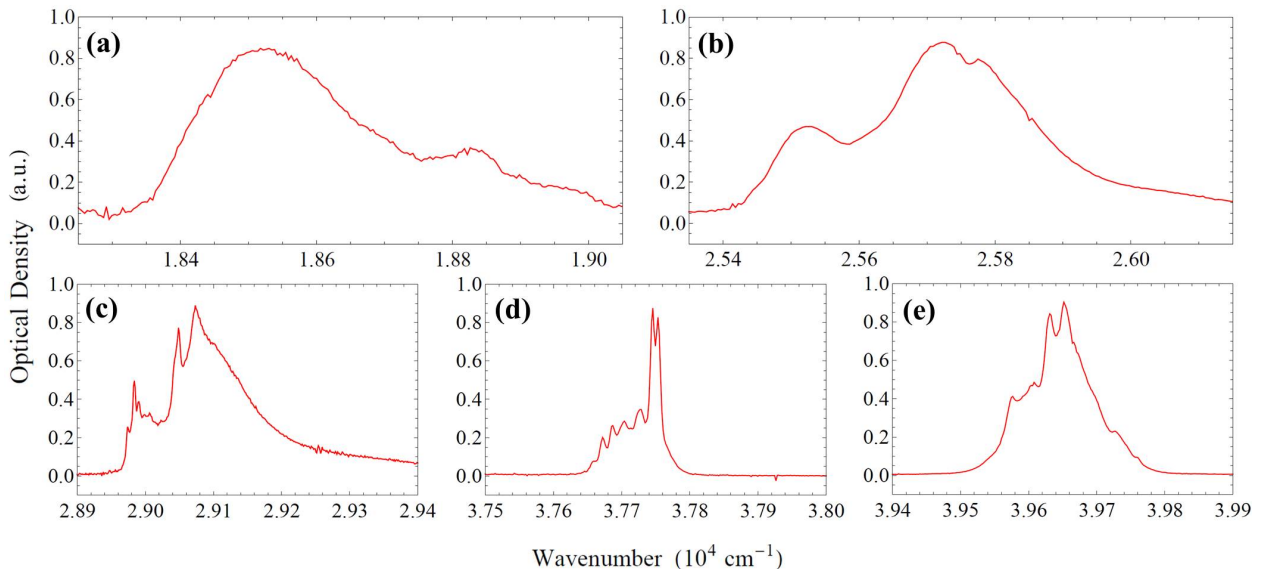 (a)
1.0
0.8
0.6
0.4
0.2
0.0
1.84 1.86 1.88 1.90
(b)
1.0
0.8
0.6
0.4
0.2
0.0
2.54 2.56 2.58 2.60
Optical Density (a.u.)
(c)
1.0
0.8
0.6
0.4
0.2
0.0
2.89 2.90 2.91 2.92 2.93 2.94
(d)
1.0
0.8
0.6
0.4
0.2
0.0
3.75 3.76 3.77 3.78 3.79 3.80
(e)
1.0
0.8
0.6
0.4
0.2
0.0
3.94 3.95 3.96 3.97 3.98 3.99
Wavenumber (10⁴ cm⁻¹)